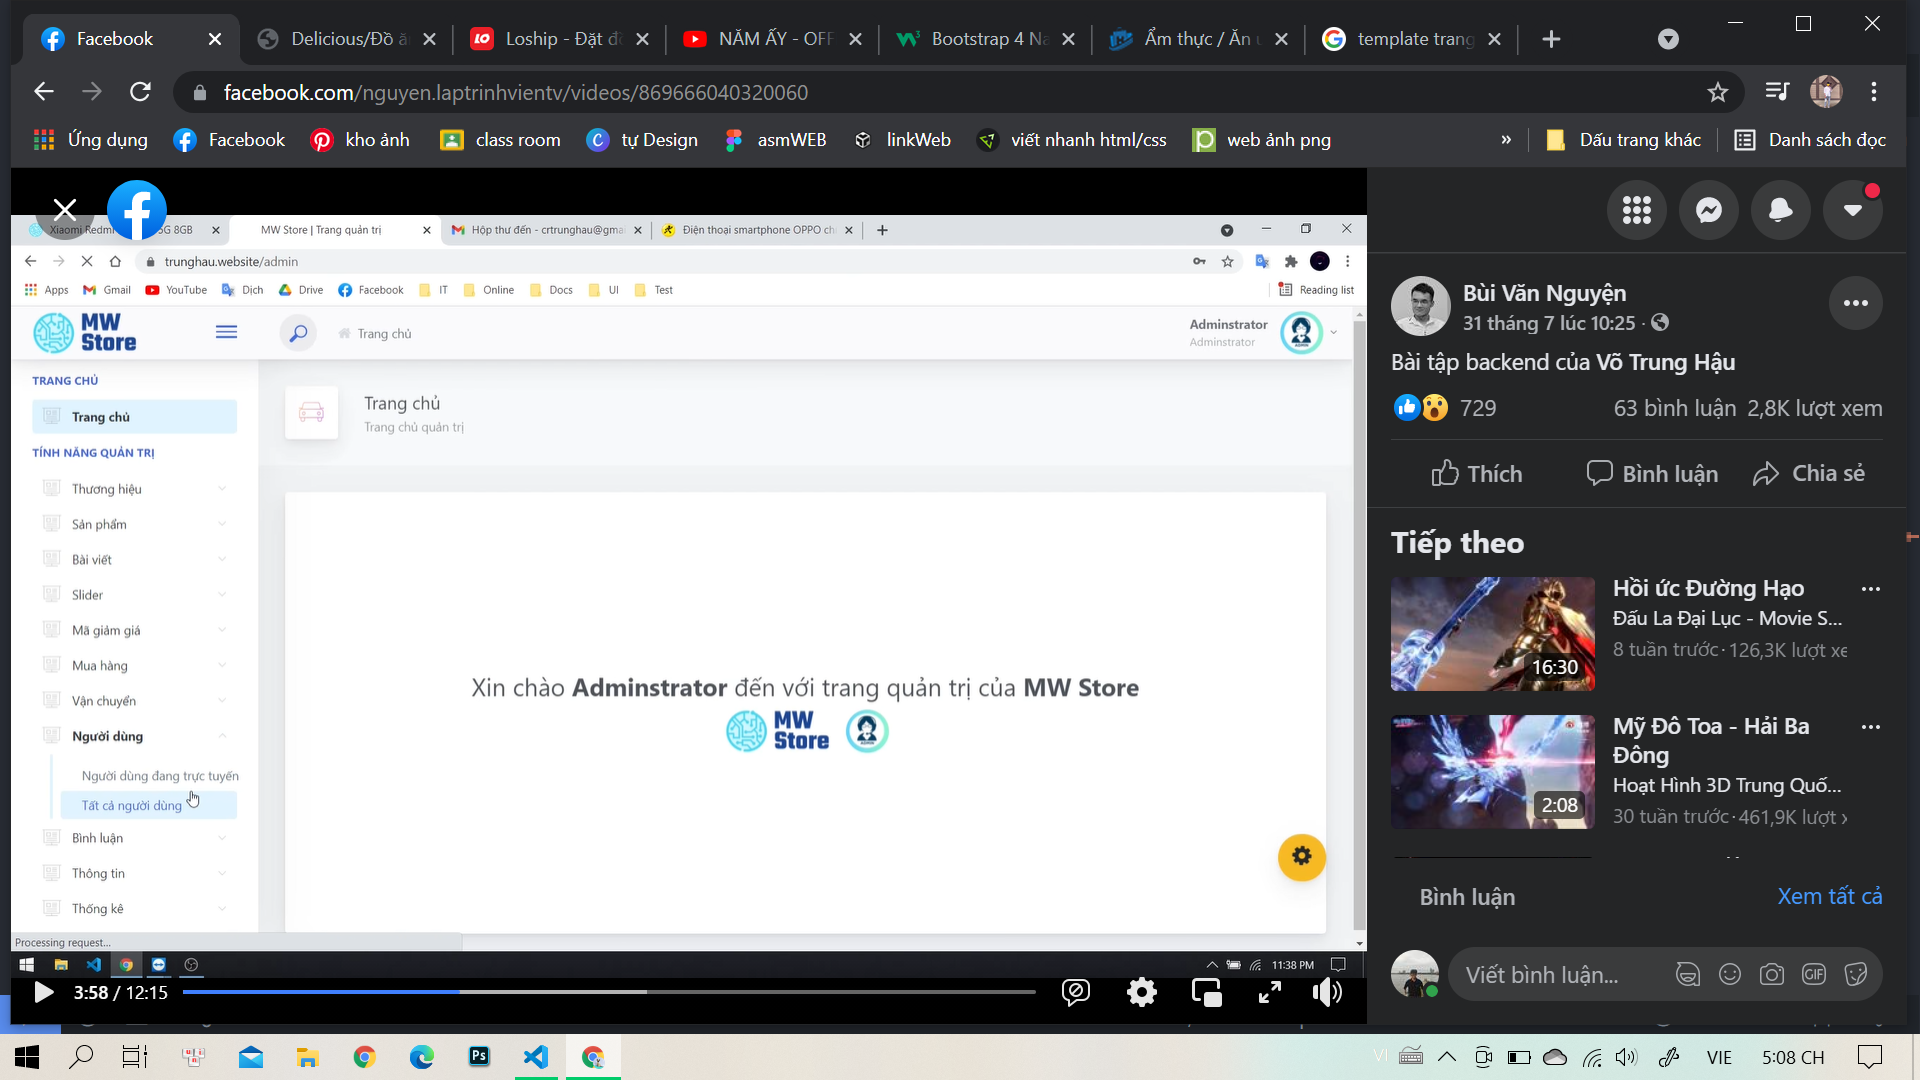 Facebook
Delicious/Đồ ă
Loship - Đặt đồ
NĂM ẤY - OFF
Bootstrap 4 Na
Ẩm thực / Ăn u
template trang
facebook.com/nguyen.laptrinhvientv/videos/869666040320060
Ứng dụng
Facebook
kho ảnh
class room
tự Design
asmWEB
linkWeb
viết nhanh html/css
web ảnh png
»
Dấu trang khác
Danh sách đọc
Xiaomi Redmi
5G 8GB
MW Store | Trang quản trị
Hộp thư đến - crtrunghau@gmai
Điện thoại smartphone OPPO ch
trunghau.website/admin
Apps
Gmail
YouTube
Dịch
Drive
Facebook
IT
Online
Docs
UI
Test
Reading list
MW
Store
Trang chủ
Adminstrator
Adminstrator
TRANG CHỦ
Trang chủ
TÍNH NĂNG QUẢN TRỊ
Thương hiệu
Sản phẩm
Bài viết
Slider
Mã giảm giá
Mua hàng
Vận chuyển
Người dùng
Người dùng đang trực tuyến
Tất cả người dùng
Bình luận
Thông tin
Thống kê
Trang chủ
Trang chủ quản trị
Xin chào Adminstrator đến với trang quản trị của MW Store
MW
Store
ADMIN
Processing request...
11:38 PM
3:58 / 12:15
Bùi Văn Nguyện
31 tháng 7 lúc 10:25 ·
Bài tập backend của Võ Trung Hậu
729
63 bình luận 2,8K lượt xem
Thích
Bình luận
Chia sẻ
Tiếp theo
16:30
Hồi ức Đường Hạo
Đấu La Đại Lục - Movie S...
8 tuần trước · 126,3K lượt xe
2:08
Mỹ Đô Toa - Hải Ba
Đông
Hoạt Hình 3D Trung Quố...
30 tuần trước · 461,9K lượt x
Bình luận
Xem tất cả
Viết bình luận...
GIF
Ps
VIE
5:08 CH